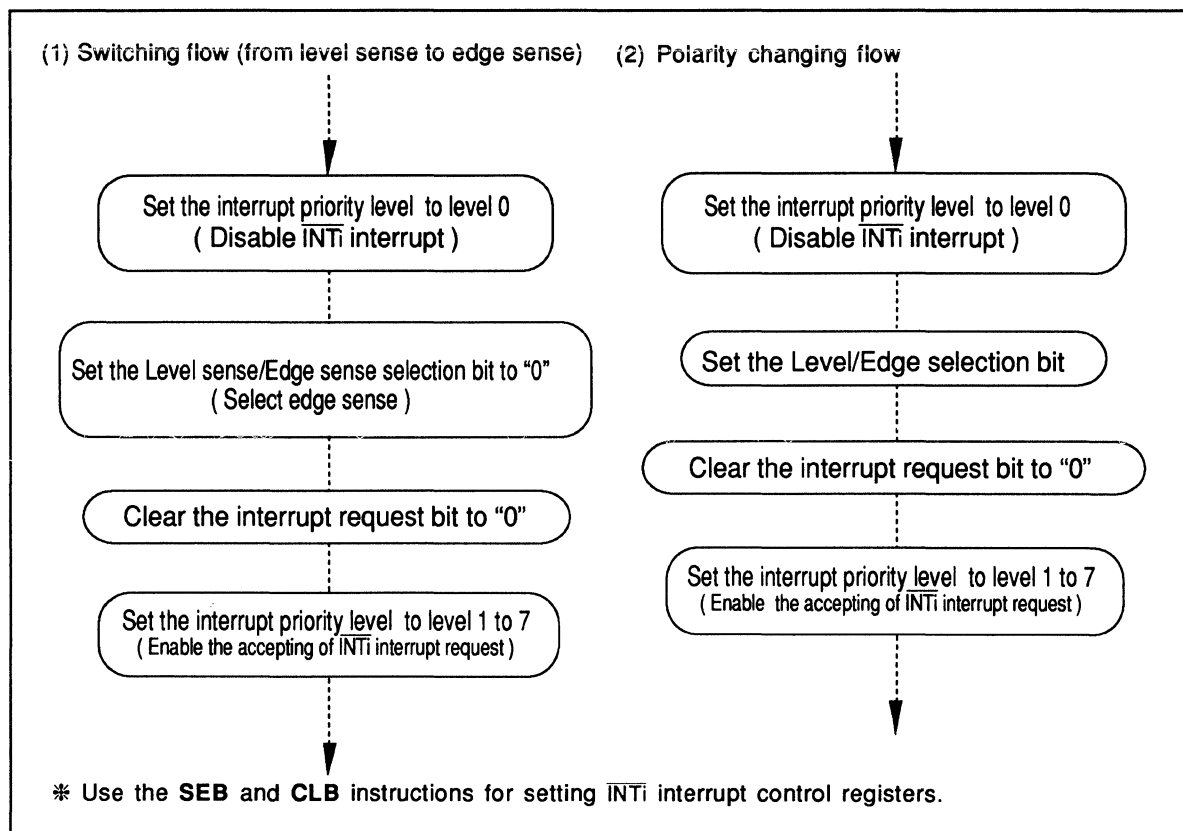 (1) Switching flow (from level sense to edge sense)
Set the interrupt priority level to level 0
( Disable I̅N̅T̅i̅ interrupt )
Set the Level sense/Edge sense selection bit to “0”
( Select edge sense )
Clear the interrupt request bit to “0”
Set the interrupt priority level to level 1 to 7
( Enable the accepting of I̅N̅T̅i̅ interrupt request )
(2) Polarity changing flow
Set the interrupt priority level to level 0
( Disable I̅N̅T̅i̅ interrupt )
Set the Level/Edge selection bit
Clear the interrupt request bit to “0”
Set the interrupt priority level to level 1 to 7
( Enable the accepting of I̅N̅T̅i̅ interrupt request )
❈ Use the SEB and CLB instructions for setting I̅N̅T̅i̅ interrupt control registers.